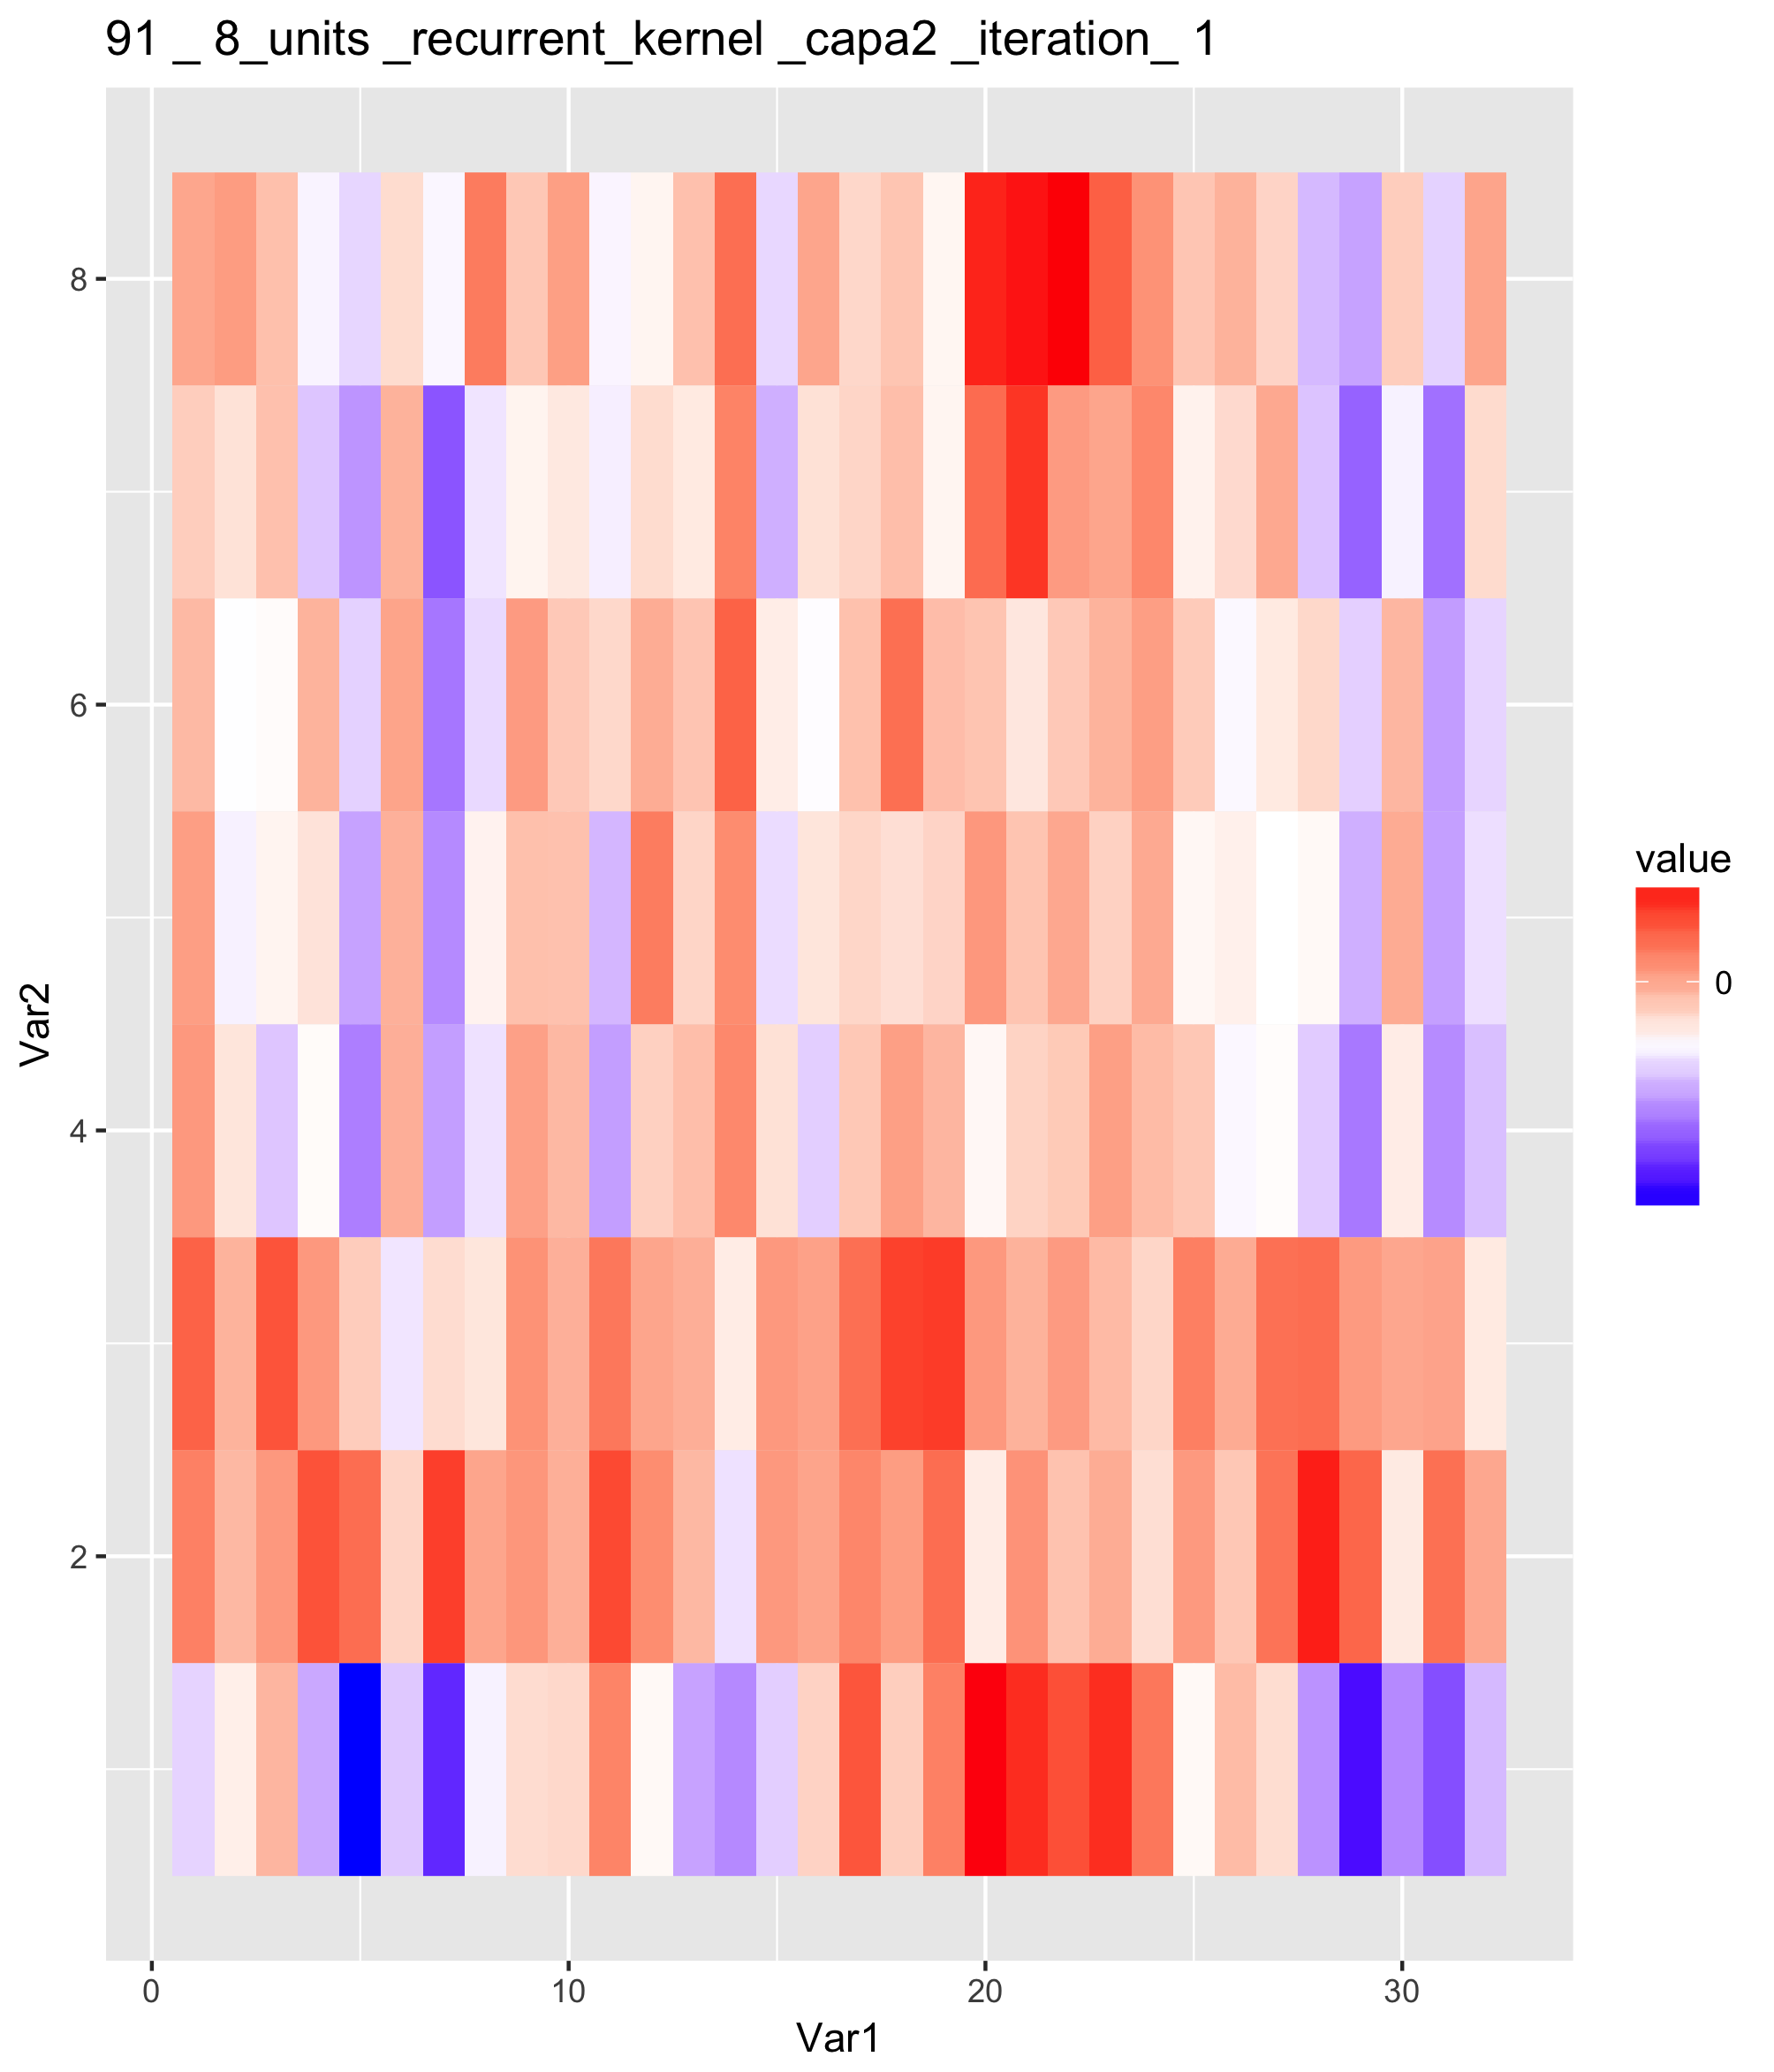 91 _ 8_units _recurrent_kernel _capa2 _iteration_ 1
8
6
4
2
Var2
0
10
20
30
Var1
value
0